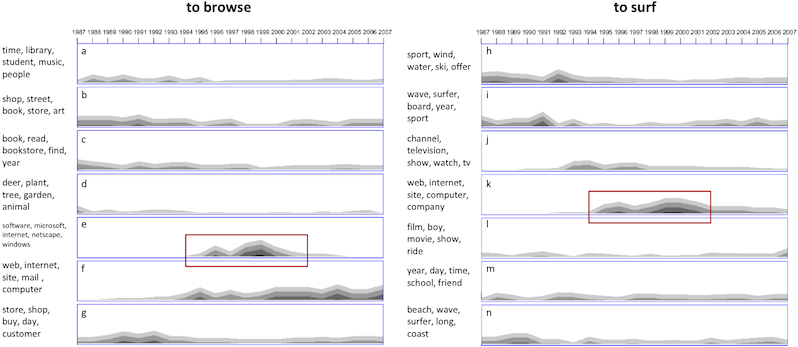 to browse
1987 1988 1989 1990 1991 1992 1993 1994 1995 1996 1997 1998 1999 2000 2001 2002 2003 2004 2005 2006 2007
time, library,
student, music,
people
a
shop, street,
book, store, art
b
book, read,
bookstore, find,
year
c
deer, plant,
tree, garden,
animal
d
software, microsoft,
internet, netscape,
windows
e
web, internet,
site, mail ,
computer
f
store, shop,
buy, day,
customer
g
to surf
1987 1988 1989 1990 1991 1992 1993 1994 1995 1996 1997 1998 1999 2000 2001 2002 2003 2004 2005 2006 2007
sport, wind,
water, ski, offer
h
wave, surfer,
board, year,
sport
i
channel,
television,
show, watch, tv
j
web, internet,
site, computer,
company
k
film, boy,
movie, show,
ride
l
year, day, time,
school, friend
m
beach, wave,
surfer, long,
coast
n